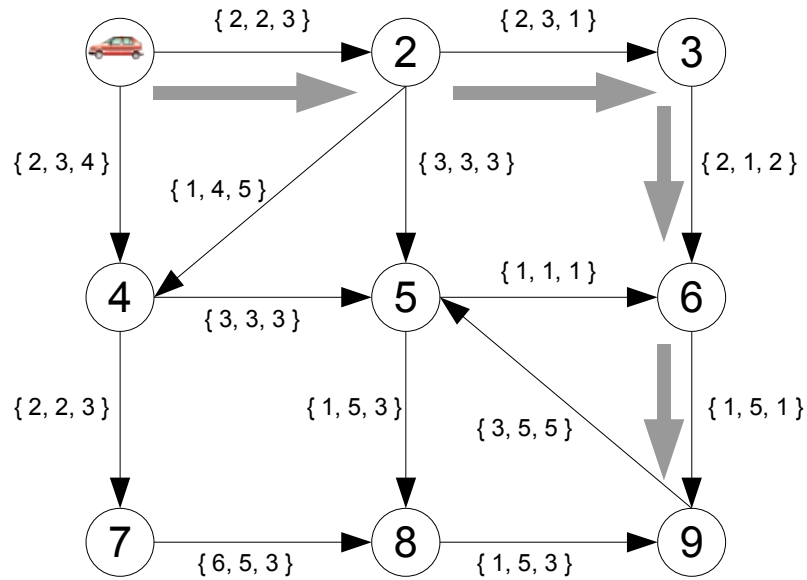 { 2, 2, 3 }
{ 2, 3, 1 }
2
3
{ 2, 3, 4 }
{ 1, 4, 5 }
{ 3, 3, 3 }
{ 2, 1, 2 }
{ 1, 1, 1 }
4
5
6
{ 3, 3, 3 }
{ 2, 2, 3 }
{ 1, 5, 3 }
{ 3, 5, 5 }
{ 1, 5, 1 }
7
8
9
{ 6, 5, 3 }
{ 1, 5, 3 }